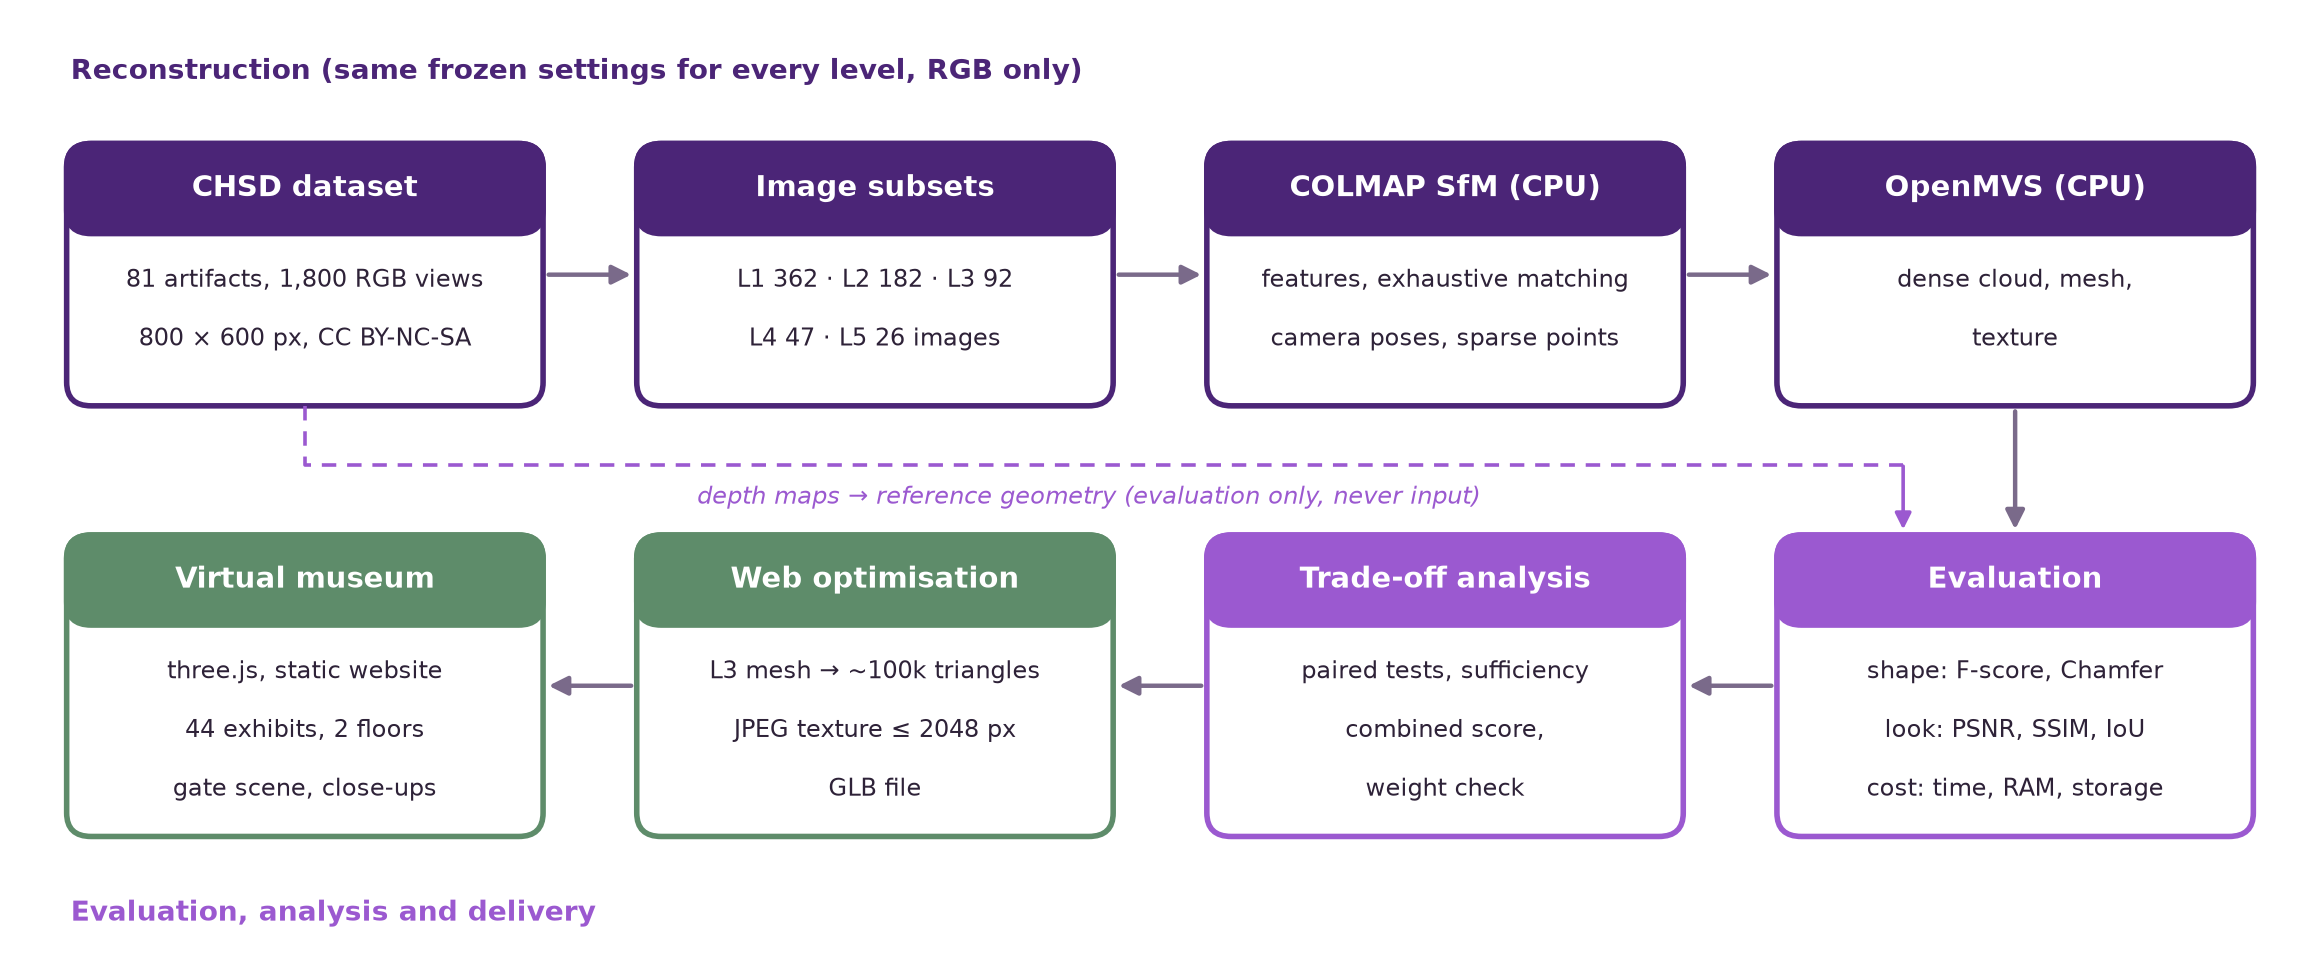 Reconstruction (same frozen settings for every level, RGB only)
CHSD dataset
81 artifacts, 1,800 RGB views
800 × 600 px, CC BY-NC-SA
Image subsets
L1 362 · L2 182 · L3 92
L4 47 · L5 26 images
COLMAP SfM (CPU)
features, exhaustive matching
camera poses, sparse points
OpenMVS (CPU)
dense cloud, mesh,
texture
depth maps → reference geometry (evaluation only, never input)
Virtual museum
three.js, static website
44 exhibits, 2 floors
gate scene, close-ups
Web optimisation
L3 mesh → ~100k triangles
JPEG texture ≤ 2048 px
GLB file
Trade-off analysis
paired tests, sufficiency
combined score,
weight check
Evaluation
shape: F-score, Chamfer
look: PSNR, SSIM, IoU
cost: time, RAM, storage
Evaluation, analysis and delivery